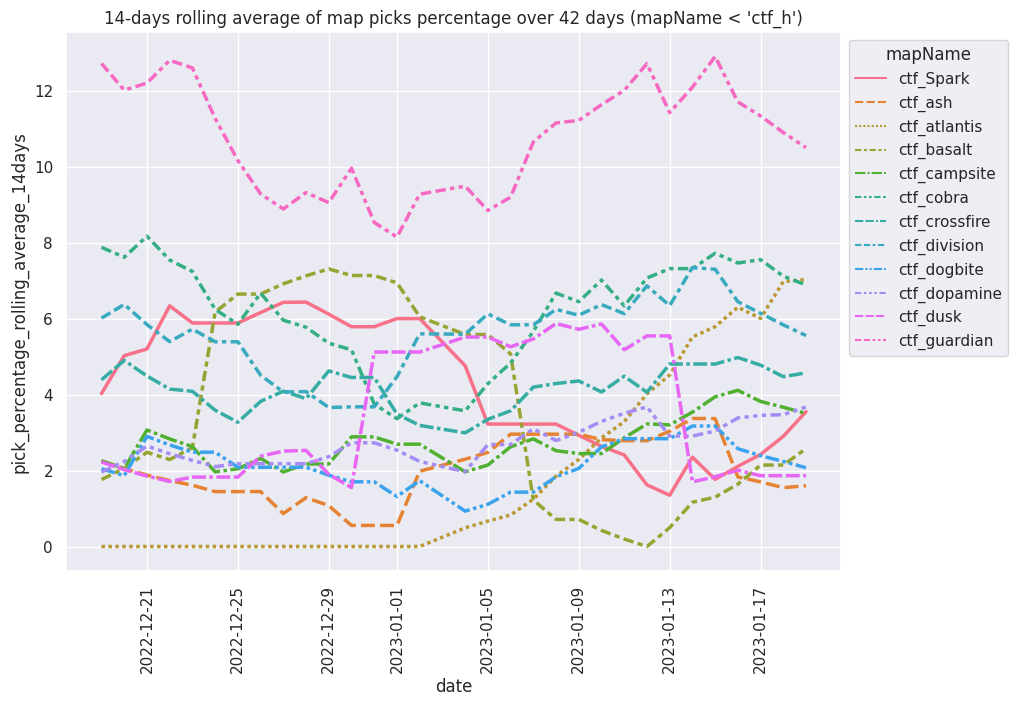 14-days rolling average of map picks percentage over 42 days (mapName < 'ctf_h')
pick_percentage_rolling_average_14days
12
10
8
6
4
2
0
2022-12-21
2022-12-25
2022-12-29
2023-01-01
2023-01-05
2023-01-09
2023-01-13
2023-01-17
date
mapName
ctf_Spark
ctf_ash
ctf_atlantis
ctf_basalt
ctf_campsite
ctf_cobra
ctf_crossfire
ctf_division
ctf_dogbite
ctf_dopamine
ctf_dusk
ctf_guardian